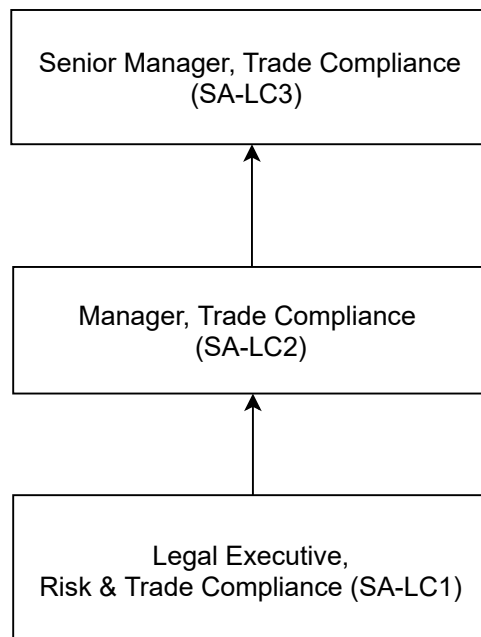 Senior Manager, Trade Compliance
(SA-LC3)
Manager, Trade Compliance
(SA-LC2)
Legal Executive,
Risk & Trade Compliance (SA-LC1)